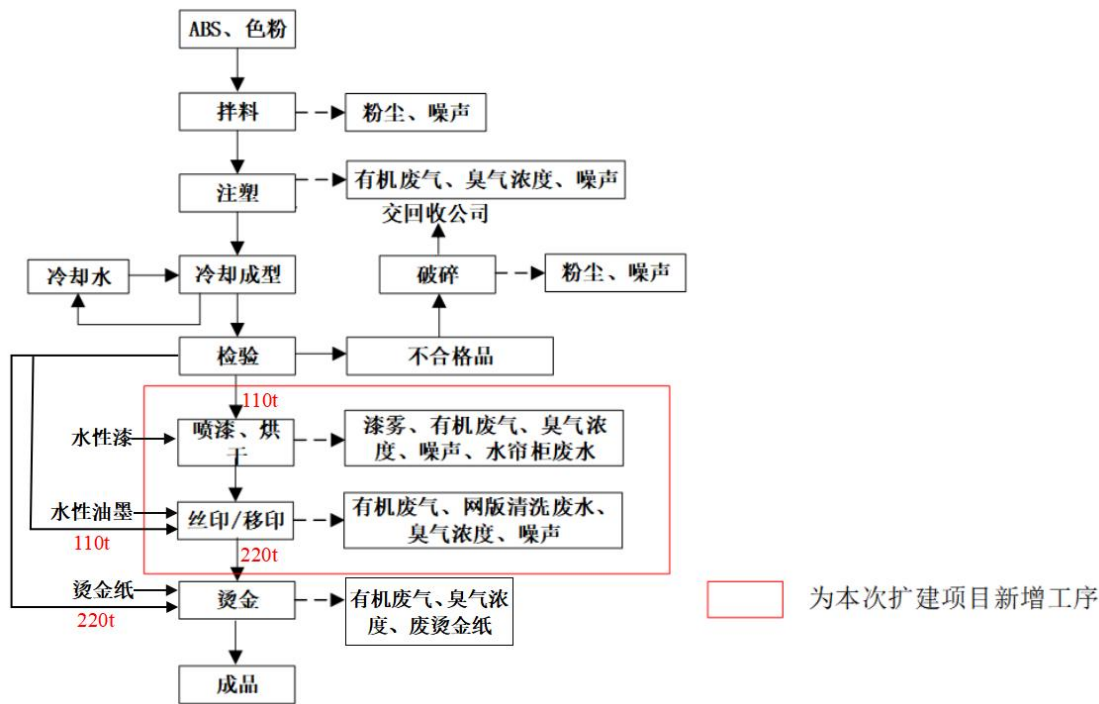 ABS、色粉
拌料
粉尘、噪声
注塑
有机废气、臭气浓度、噪声
交回收公司
冷却水
冷却成型
破碎
粉尘、噪声
检验
不合格品
110t
水性漆
喷漆、烘
干
漆雾、有机废气、臭气浓
度、噪声、水帘柜废水
水性油墨
110t
丝印/移印
有机废气、网版清洗废水、
臭气浓度、噪声
220t
烫金纸
220t
烫金
有机废气、臭气浓
度、废烫金纸
为本次扩建项目新增工序
成品